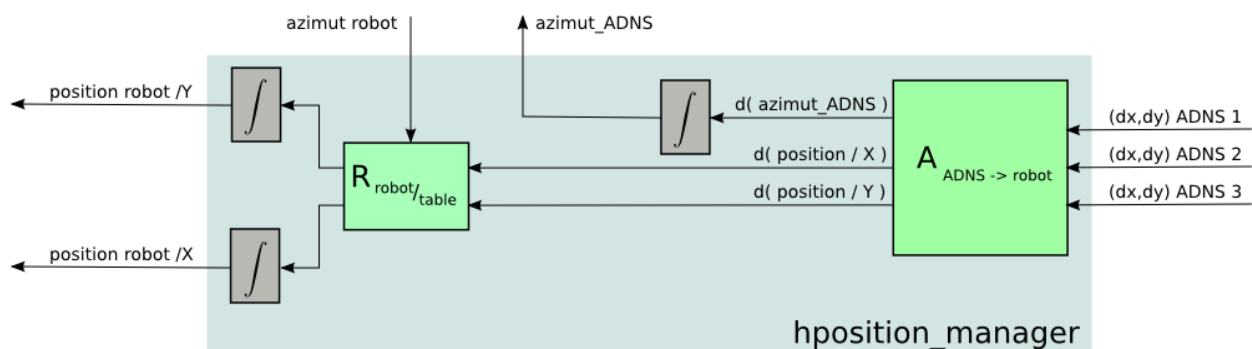 azimut robot
azimut_ADNS
position robot /Y
∫
∫
d( azimut_ADNS )
(dx,dy) ADNS 1
d( position / X )
A ADNS -> robot
(dx,dy) ADNS 2
R robot/table
d( position / Y )
(dx,dy) ADNS 3
position robot /X
∫
hposition_manager